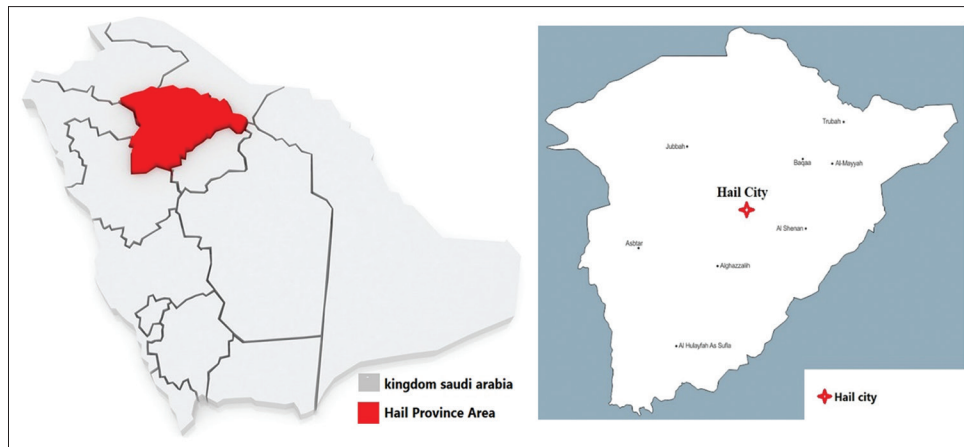 kingdom saudi arabia
Hail Province Area
Trubah
Jubbah
Baqaa
Al-Mayyah
Hail City
Al Shenan
Asbtar
Alghazzalih
Al Hulayfah As Sufla
Hail city